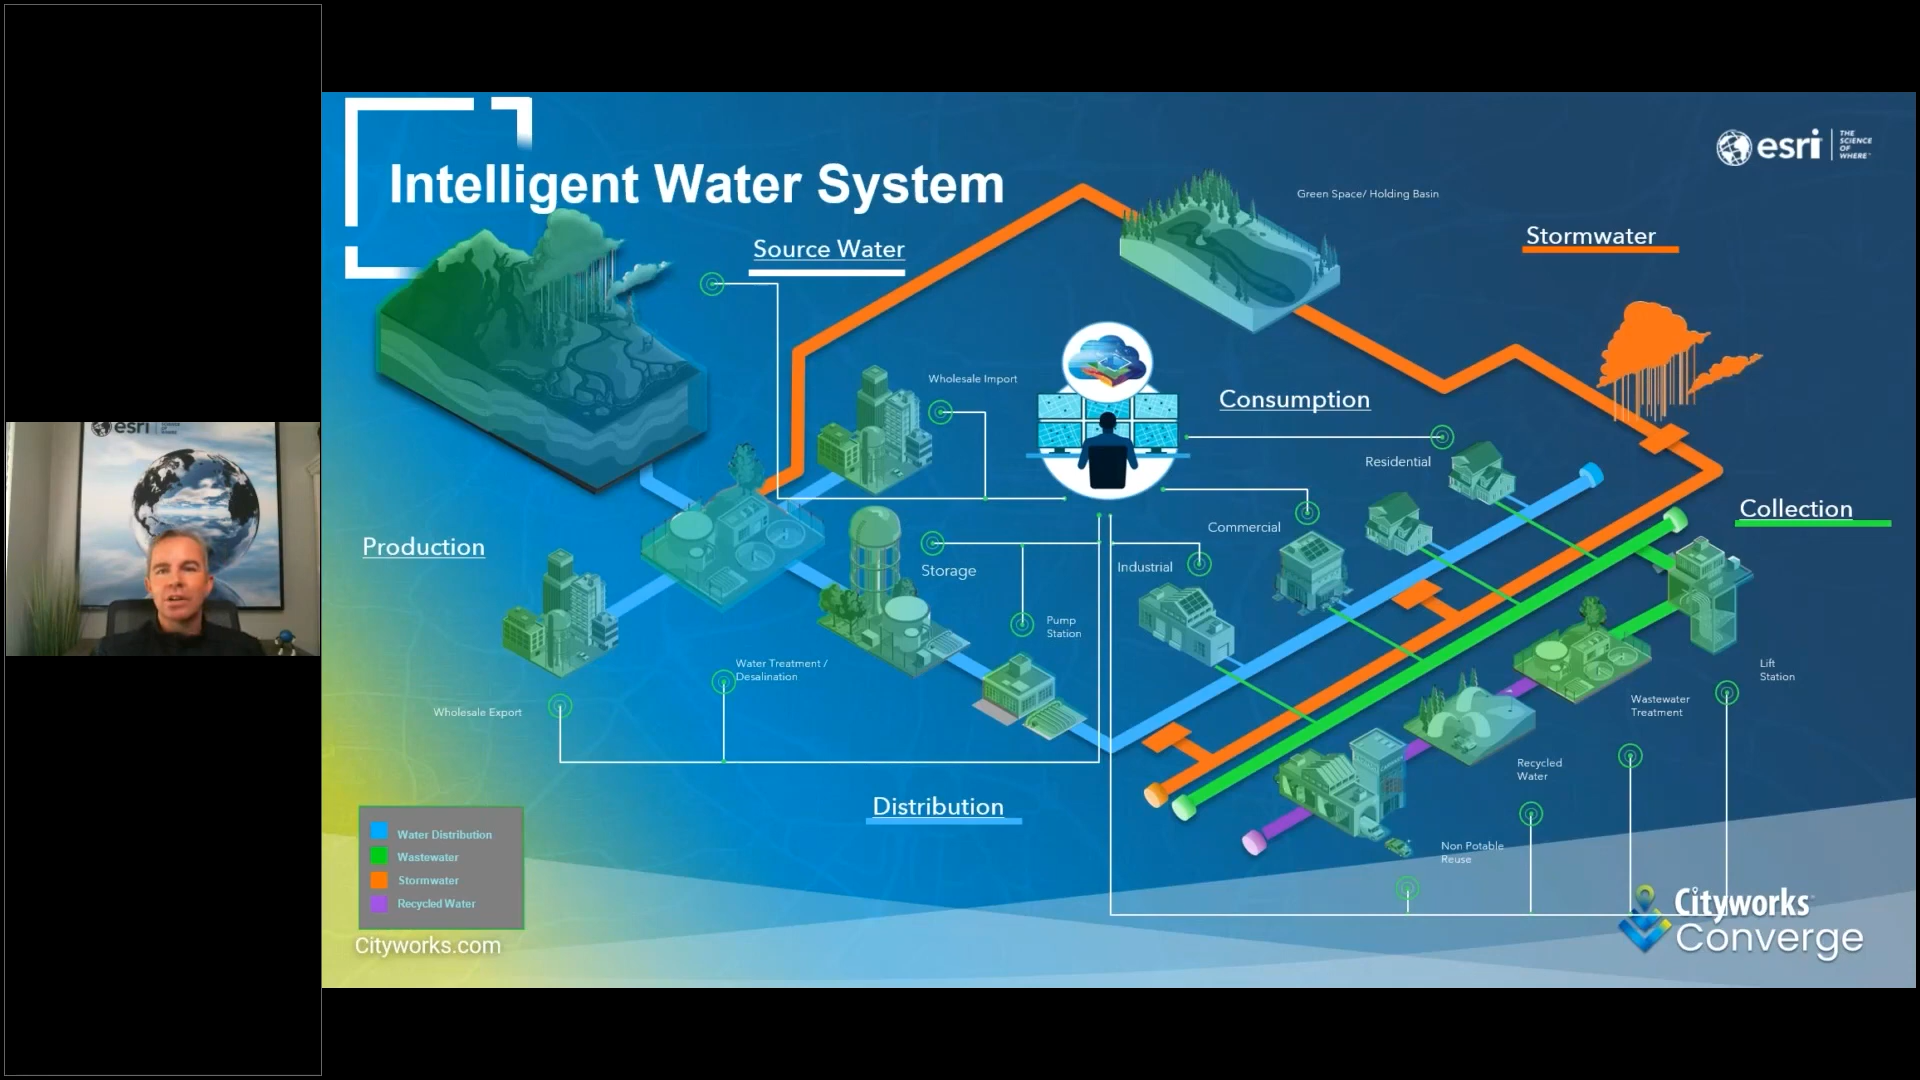 Intelligent Water System
esri
THE
SCIENCE
OF
WHERE
Green Space/ Holding Basin
Stormwater
Source Water
Wholesale Import
Consumption
Residential
Collection
Commercial
Production
Industrial
Storage
Pump
Station
Water Treatment /
Desalination
Lift
Station
Wastewater
Treatment
Wholesale Export
Recycled
Water
Distribution
Non Potable
Reuse
Water Distribution
Wastewater
Stormwater
Recycled Water
Cityworks.com
Cityworks
Converge
esri